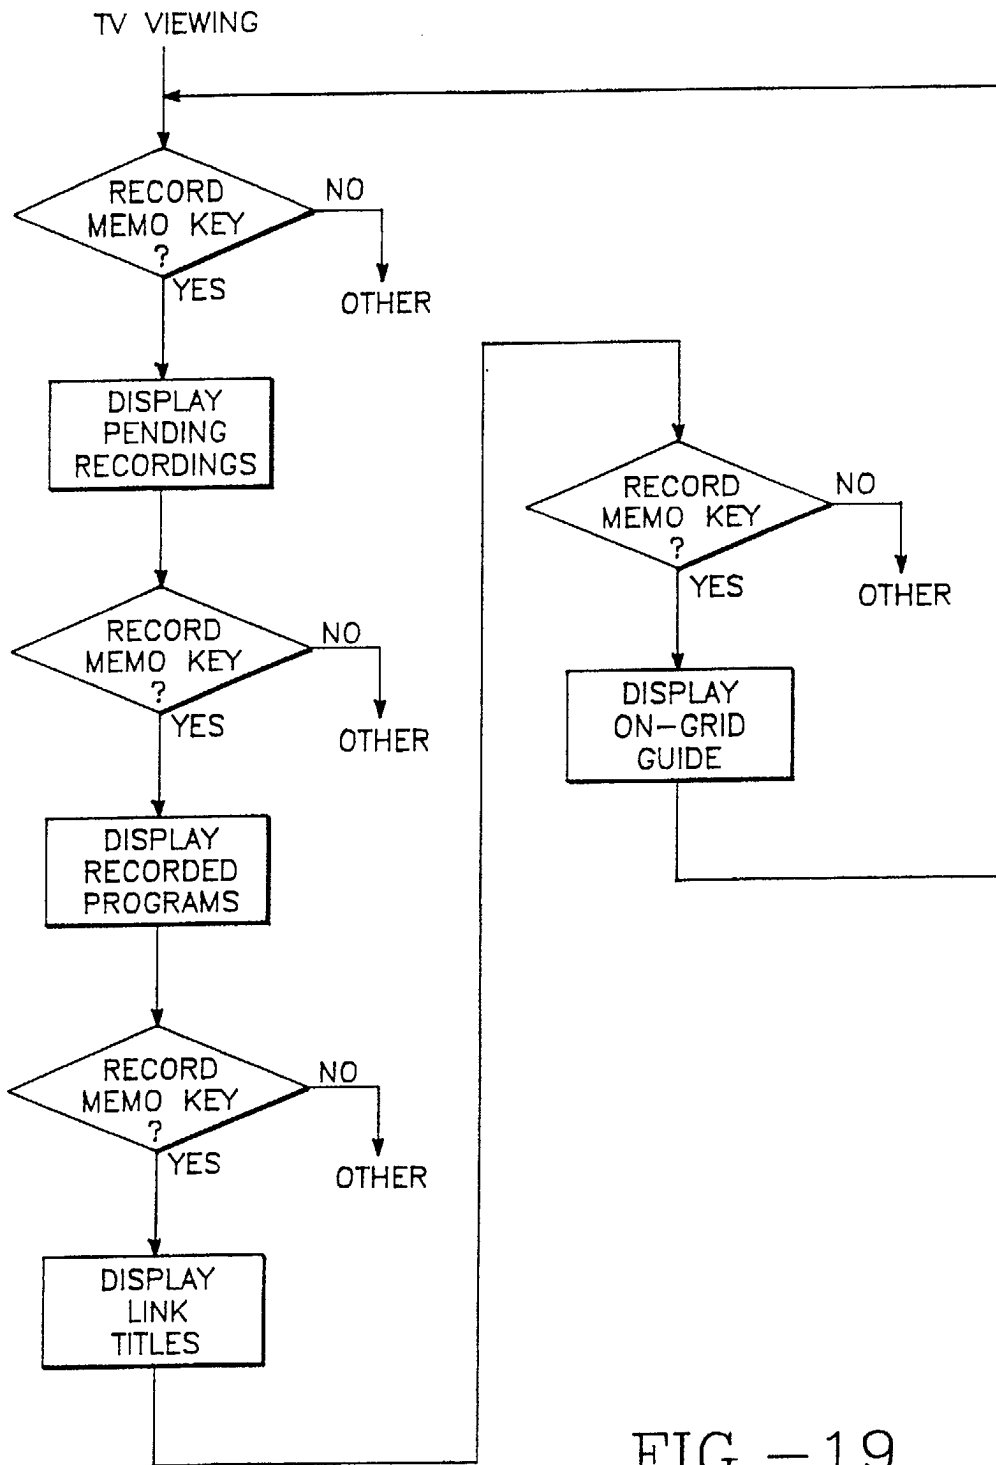 TV VIEWING
RECORD
MEMO KEY
?
NO
YES
OTHER
DISPLAY
PENDING
RECORDINGS
RECORD
MEMO KEY
?
NO
YES
OTHER
DISPLAY
RECORDED
PROGRAMS
RECORD
MEMO KEY
?
NO
YES
OTHER
DISPLAY
LINK
TITLES
RECORD
MEMO KEY
?
NO
YES
OTHER
DISPLAY
ON-GRID
GUIDE
FIG.-19